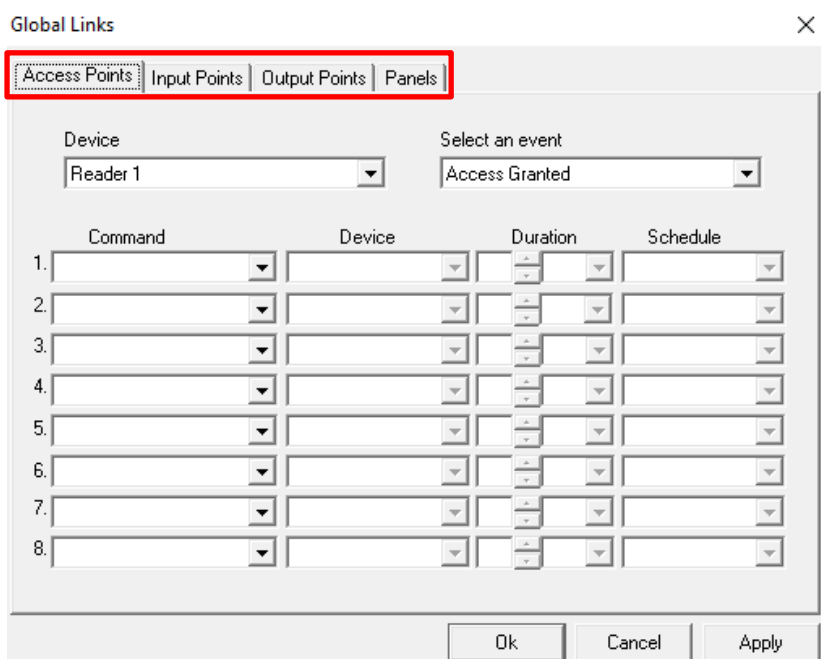 Global Links
Access Points Input Points Output Points Panels
Device Select an event
Reader 1 Access Granted
Command Device Duration Schedule
1.
2.
3.
4.
5.
6.
7.
8.
Ok Cancel Apply